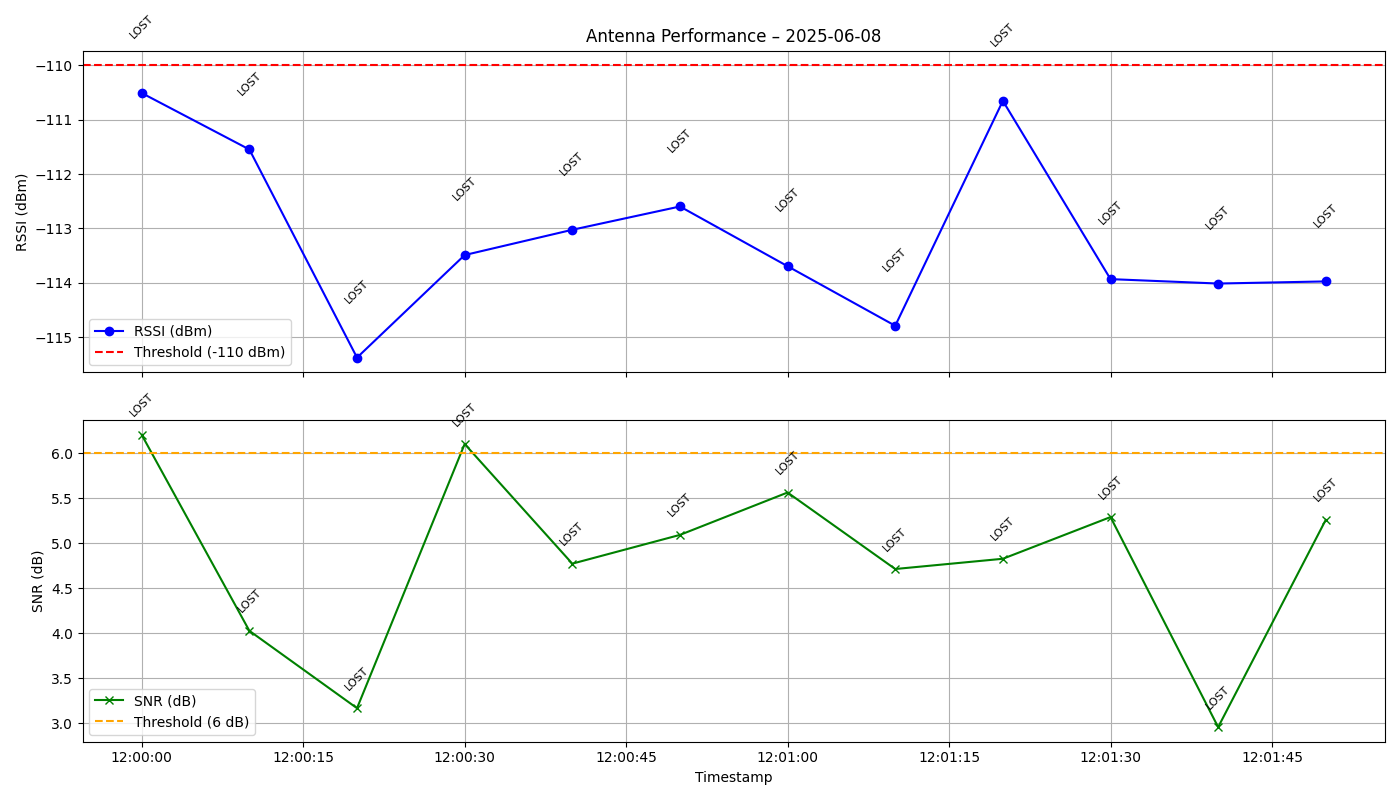 Antenna Performance – 2025-06-08
LOST
LOST
LOST
LOST
LOST
LOST
LOST
LOST
LOST
LOST
LOST
LOST
RSSI (dBm)
−110
−111
−112
−113
−114
−115
RSSI (dBm)
Threshold (-110 dBm)
LOST
LOST
LOST
LOST
LOST
LOST
LOST
LOST
LOST
LOST
LOST
LOST
SNR (dB)
6.0
5.5
5.0
4.5
4.0
3.5
3.0
SNR (dB)
Threshold (6 dB)
12:00:00 12:00:15 12:00:30 12:00:45 12:01:00 12:01:15 12:01:30 12:01:45
Timestamp